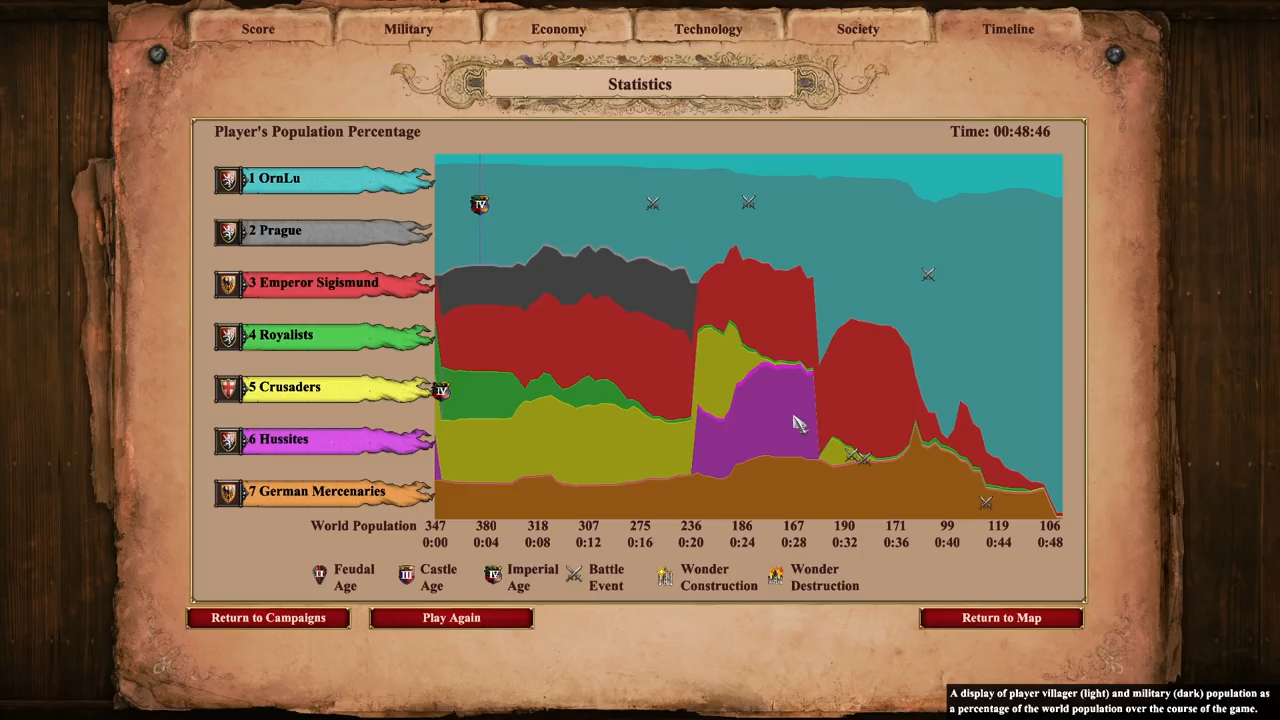 Score
Military
Economy
Technology
Society
Timeline
Statistics
Player's Population Percentage
Time: 00:48:46
1 OrnLu
2 Prague
3 Emperor Sigismund
4 Royalists
5 Crusaders
6 Hussites
7 German Mercenaries
IV
IV
World Population 347 380 318 307 275 236 186 167 190 171 99 119 106
0:00 0:04 0:08 0:12 0:16 0:20 0:24 0:28 0:32 0:36 0:40 0:44 0:48
II Feudal Age
III Castle Age
IV Imperial Age
Battle Event
Wonder Construction
Wonder Destruction
Return to Campaigns
Play Again
Return to Map
A display of player villager (light) and military (dark) population as
a percentage of the world population over the course of the game.